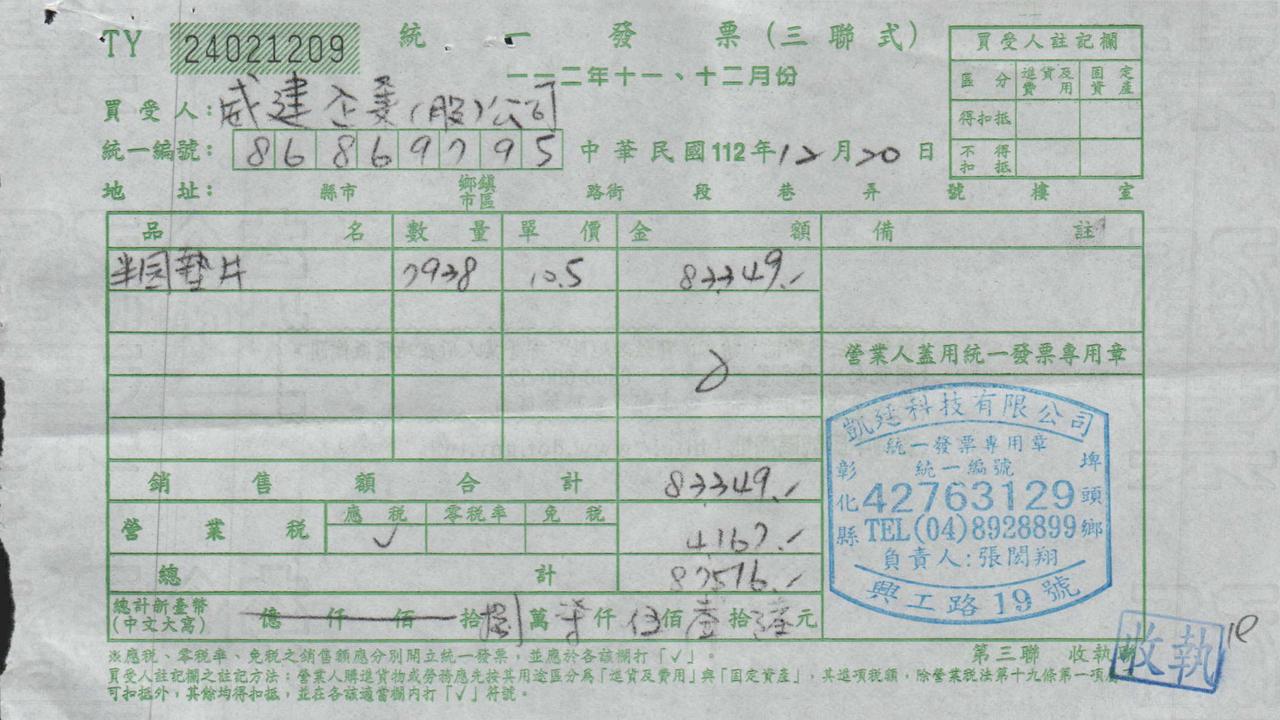 TY 24021209 統一發票(三聯式)
一一二年十一、十二月份
買受人註記欄
區分 進貨及費用 固定資產
得扣抵
不得扣抵
買受人: 威建企業(股)公司
統一編號: 86869795 中華民國112年12月20日
地址: 縣市 鄉鎮市區 路街 段 巷 弄 號 樓 室
品名 數量 單價 金額 備註
半圓墊片 7938 10.5 83349.-
營業人蓋用統一發票專用章
銷售額合計 83349.-
營業稅 應稅 零稅率 免稅
✓ 4167.-
總計 87516.-
總計新臺幣(中文大寫) 億仟佰拾捌萬柒仟伍佰壹拾陸元
凱廷科技有限公司
統一發票專用章
統一編號
42763129
TEL(04)8928899
負責人:張閎翔
彰化縣 埤頭鄉
興工路19號
※應稅、零稅率、免稅之銷售額應分別開立統一發票,並應於各該欄打「✓」。
第三聯 收執聯
買受人註記欄之註記方法:營業人購進貨物或勞務應先按其用途區分為「進貨及費用」與「固定資產」,其進項稅額,除營業稅法第十九條第一項
可扣抵外,其餘均得扣抵,並在各該適當欄內打「✓」符號。
收執